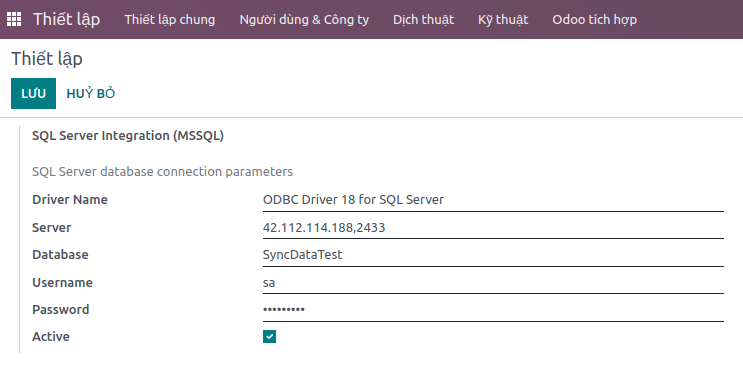 Thiết lập Thiết lập chung Người dùng & Công ty Dịch thuật Kỹ thuật Odoo tích hợp
Thiết lập
LƯU HUỶ BỎ
SQL Server Integration (MSSQL)
SQL Server database connection parameters
Driver Name ODBC Driver 18 for SQL Server
Server 42.112.114.188,2433
Database SyncDataTest
Username sa
Password •••••••••
Active